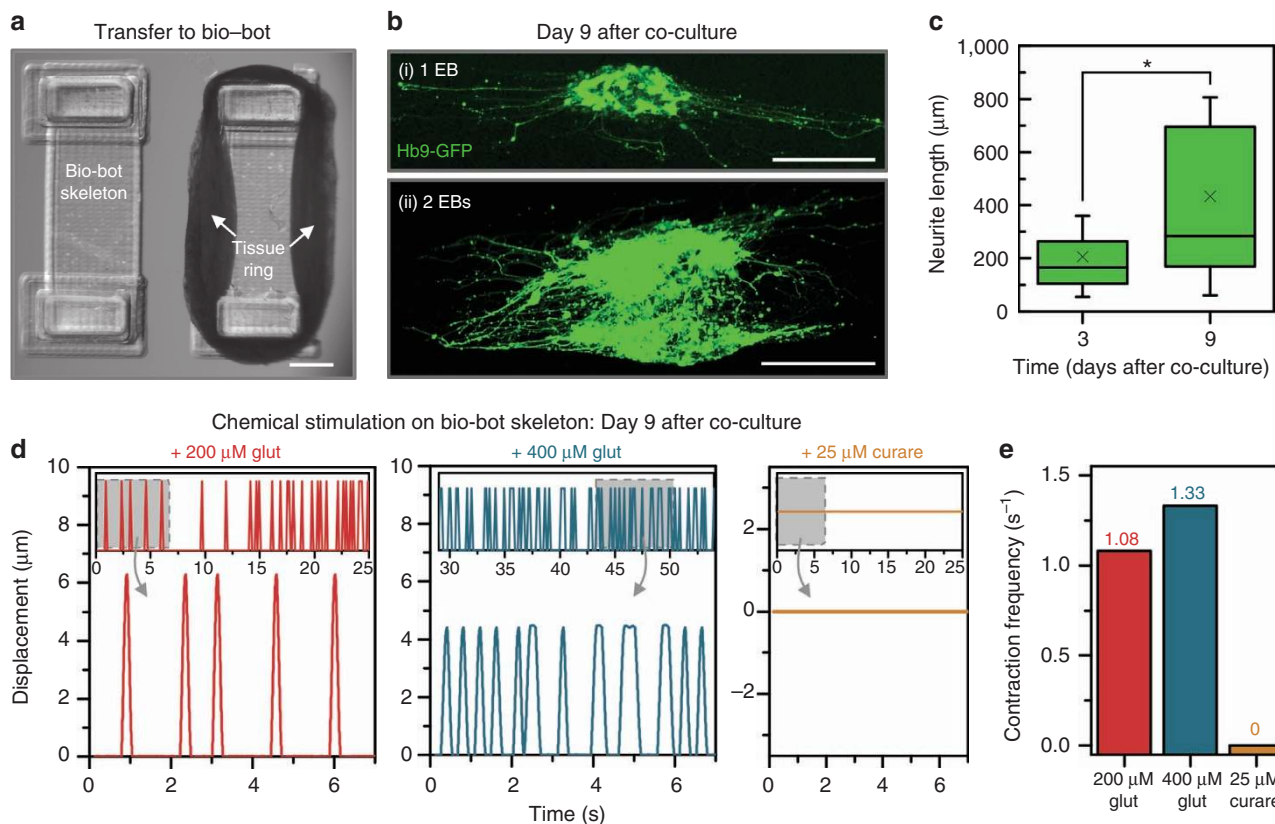 a
Transfer to bio–bot
Bio-bot
skeleton
Tissue
ring
b
Day 9 after co-culture
(i) 1 EB
Hb9-GFP
(ii) 2 EBs
c
1,000
800
600
400
200
0
Neurite length (μm)
*
3
9
Time (days after co-culture)
Chemical stimulation on bio-bot skeleton: Day 9 after co-culture
d
+ 200 μM glut
+ 400 μM glut
+ 25 μM curare
Displacement (μm)
10
8
6
4
2
0
0 5 10 15 20 25
0 2 4 6
10
8
6
4
2
0
30 35 40 45 50
0 2 4 6
2
0
−2
0 5 10 15 20 25
0 2 4 6
Time (s)
e
Contraction frequency (s⁻¹)
1.5
1.0
0.5
0.0
1.08
1.33
0
200 μM
glut
400 μM
glut
25 μM
curare